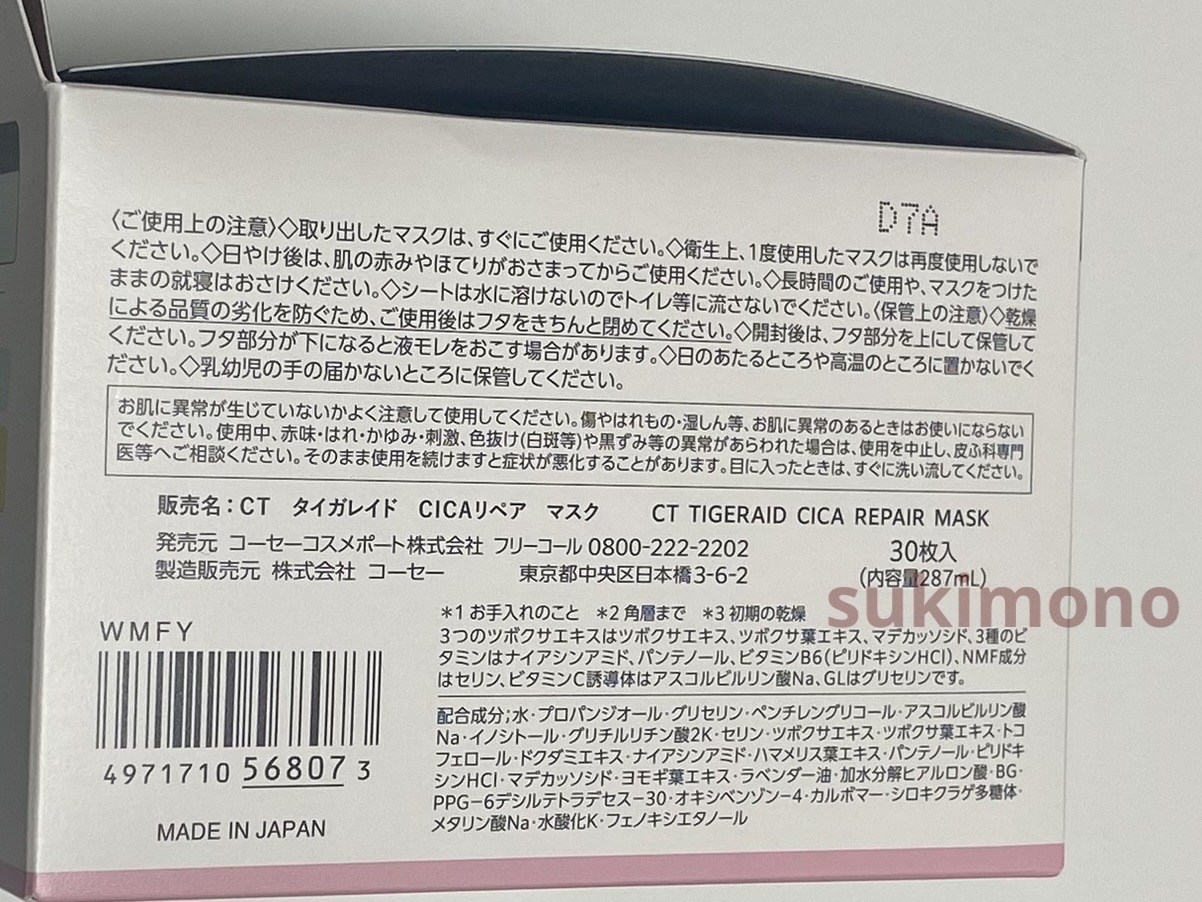 D7A
〈ご使用上の注意〉◇取り出したマスクは、すぐにご使用ください。◇衛生上、1度使用したマスクは再度使用しないで
ください。◇日やけ後は、肌の赤みやほてりがおさまってからご使用ください。◇長時間のご使用や、マスクをつけた
ままの就寝はおさけください。◇シートは水に溶けないのでトイレ等に流さないでください。〈保管上の注意〉◇乾燥
による品質の劣化を防ぐため、ご使用後はフタをきちんと閉めてください。◇開封後は、フタ部分を上にして保管して
ください。フタ部分が下になると液モレをおこす場合があります。◇日のあたるところや高温のところに置かないでく
ださい。◇乳幼児の手の届かないところに保管してください。
お肌に異常が生じていないかよく注意して使用してください。傷やはれもの・湿しん等、お肌に異常のあるときはお使いにならない
でください。使用中、赤味・はれ・かゆみ・刺激、色抜け(白斑等)や黒ずみ等の異常があらわれた場合は、使用を中止し、皮ふ科専門
医等へご相談ください。そのまま使用を続けますと症状が悪化することがあります。目に入ったときは、すぐに洗い流してください。
販売名：CT タイガレイド CICAリペア マスク CT TIGERAID CICA REPAIR MASK
発売元 コーセーコスメポート株式会社 フリーコール 0800-222-2202
製造販売元 株式会社 コーセー 東京都中央区日本橋3-6-2
30枚入
(内容量287mL)
sukimono
＊1 お手入れのこと ＊2 角層まで ＊3 初期の乾燥
3つのツボクサエキスはツボクサエキス、ツボクサ葉エキス、マデカッソシド、3種のビ
タミンはナイアシンアミド、パンテノール、ビタミンB6(ピリドキシンHCl)、NMF成分
はセリン、ビタミンC誘導体はアスコルビルリン酸Na、GLはグリセリンです。
配合成分；水・プロパンジオール・グリセリン・ペンチレングリコール・アスコルビルリン酸
Na・イノシトール・グリチルリチン酸2K・セリン・ツボクサエキス・ツボクサ葉エキス・トコ
フェロール・ドクダミエキス・ナイアシンアミド・ハマメリス葉エキス・パンテノール・ピリドキ
シンHCl・マデカッソシド・ヨモギ葉エキス・ラベンダー油・加水分解ヒアルロン酸・BG・
PPG－6デシルテトラデセス－30・オキシベンゾン－4・カルボマー・シロキクラゲ多糖体・
メタリン酸Na・水酸化K・フェノキシエタノール
WMFY
4971710 56807 3
MADE IN JAPAN